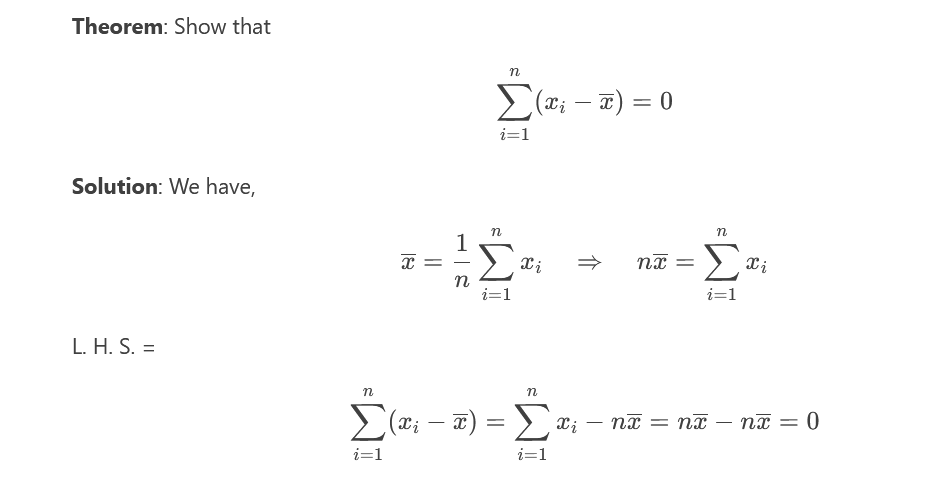 Theorem: Show that
$$\sum_{i=1}^{n}(x_i - \overline{x}) = 0$$
Solution: We have,
$$\overline{x} = \frac{1}{n}\sum_{i=1}^{n} x_i \quad \Rightarrow \quad n\overline{x} = \sum_{i=1}^{n} x_i$$
L. H. S. =
$$\sum_{i=1}^{n}(x_i - \overline{x}) = \sum_{i=1}^{n} x_i - n\overline{x} = n\overline{x} - n\overline{x} = 0$$